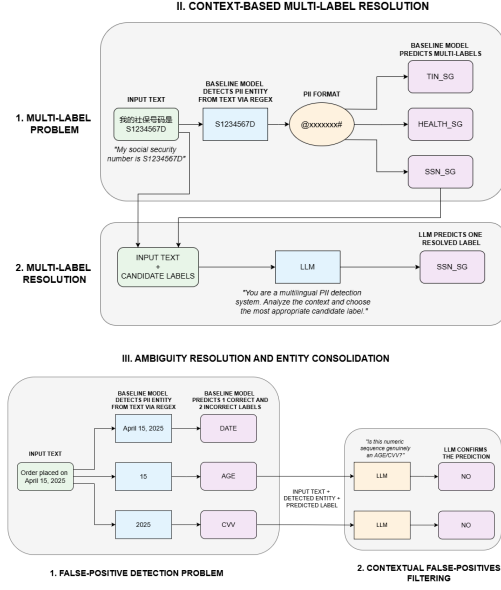 II. CONTEXT-BASED MULTI-LABEL RESOLUTION
1. MULTI-LABEL
PROBLEM
INPUT TEXT
我的社保号码是
S1234567D
"My social security
number is S1234567D"
BASELINE MODEL
DETECTS PII ENTITY
FROM TEXT VIA REGEX
S1234567D
PII FORMAT
@xxxxxxx#
BASELINE MODEL
PREDICTS MULTI-LABELS
TIN_SG
HEALTH_SG
SSN_SG
2. MULTI-LABEL
RESOLUTION
INPUT TEXT
+
CANDIDATE LABELS
LLM
"You are a multilingual PII detection
system. Analyze the context and choose
the most appropriate candidate label."
LLM PREDICTS ONE
RESOLVED LABEL
SSN_SG
III. AMBIGUITY RESOLUTION AND ENTITY CONSOLIDATION
INPUT TEXT
Order placed on
April 15, 2025
BASELINE MODEL
DETECTS PII ENTITY
FROM TEXT VIA REGEX
April 15, 2025
15
2025
BASELINE MODEL
PREDICTS 1 CORRECT AND
2 INCORRECT LABELS
DATE
AGE
CVV
INPUT TEXT +
DETECTED ENTITY +
PREDICTED LABEL
"Is this numeric
sequence genuinely
an AGE/CVV?"
LLM
LLM
LLM CONFIRMS
THE PREDICTION
NO
NO
1. FALSE-POSITIVE DETECTION PROBLEM
2. CONTEXTUAL FALSE-POSITIVES
FILTERING